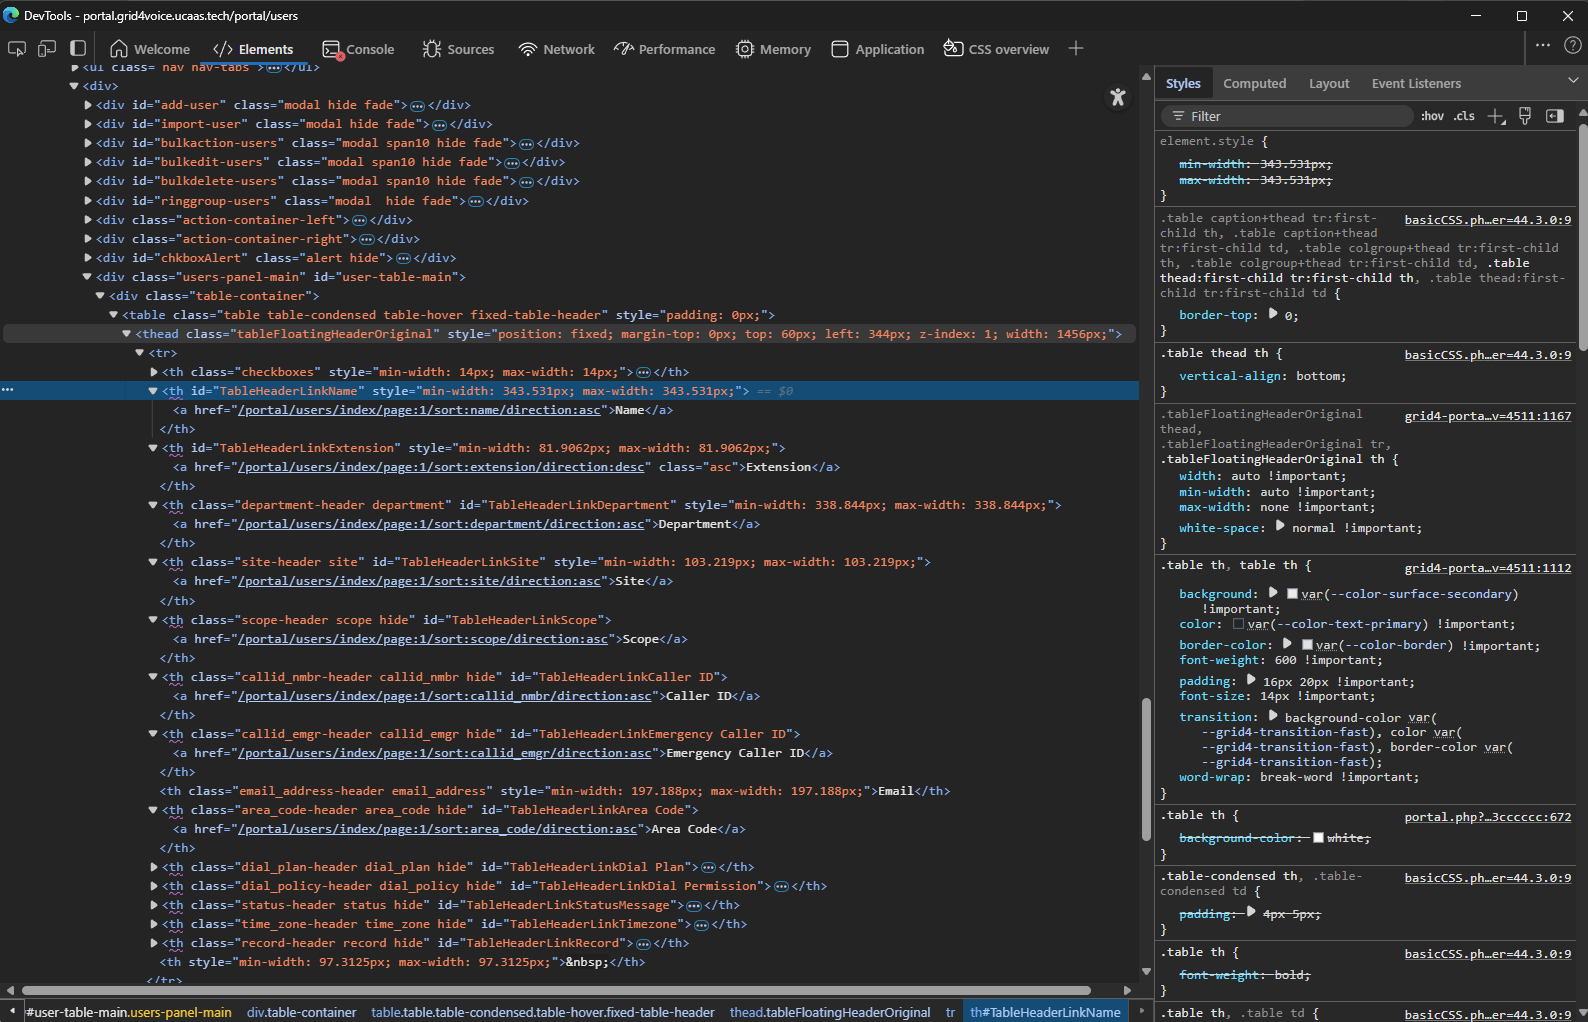 DevTools - portal.grid4voice.ucaas.tech/portal/users
Welcome
Elements
Console
Sources
Network
Performance
Memory
Application
CSS overview
<ul class="nav nav-tabs">…</ul>
<div>
<div id="add-user" class="modal hide fade">…</div>
<div id="import-user" class="modal hide fade">…</div>
<div id="bulkaction-users" class="modal span10 hide fade">…</div>
<div id="bulkedit-users" class="modal span10 hide fade">…</div>
<div id="bulkdelete-users" class="modal span10 hide fade">…</div>
<div id="ringgroup-users" class="modal  hide fade">…</div>
<div class="action-container-left">…</div>
<div class="action-container-right">…</div>
<div id="chkboxAlert" class="alert hide">…</div>
<div class="users-panel-main" id="user-table-main">
<div class="table-container">
<table class="table table-condensed table-hover fixed-table-header" style="padding: 0px;">
<thead class="tableFloatingHeaderOriginal" style="position: fixed; margin-top: 0px; top: 60px; left: 344px; z-index: 1; width: 1456px;">
<tr>
<th class="checkboxes" style="min-width: 14px; max-width: 14px;">…</th>
<th id="TableHeaderLinkName" style="min-width: 343.531px; max-width: 343.531px;"> == $0
<a href="/portal/users/index/page:1/sort:name/direction:asc">Name</a>
</th>
<th id="TableHeaderLinkExtension" style="min-width: 81.9062px; max-width: 81.9062px;">
<a href="/portal/users/index/page:1/sort:extension/direction:desc" class="asc">Extension</a>
</th>
<th class="department-header department" id="TableHeaderLinkDepartment" style="min-width: 338.844px; max-width: 338.844px;">
<a href="/portal/users/index/page:1/sort:department/direction:asc">Department</a>
</th>
<th class="site-header site" id="TableHeaderLinkSite" style="min-width: 103.219px; max-width: 103.219px;">
<a href="/portal/users/index/page:1/sort:site/direction:asc">Site</a>
</th>
<th class="scope-header scope hide" id="TableHeaderLinkScope">
<a href="/portal/users/index/page:1/sort:scope/direction:asc">Scope</a>
</th>
<th class="callid_nmbr-header callid_nmbr hide" id="TableHeaderLinkCaller ID">
<a href="/portal/users/index/page:1/sort:callid_nmbr/direction:asc">Caller ID</a>
</th>
<th class="callid_emgr-header callid_emgr hide" id="TableHeaderLinkEmergency Caller ID">
<a href="/portal/users/index/page:1/sort:callid_emgr/direction:asc">Emergency Caller ID</a>
</th>
<th class="email_address-header email_address" style="min-width: 197.188px; max-width: 197.188px;">Email</th>
<th class="area_code-header area_code hide" id="TableHeaderLinkArea Code">
<a href="/portal/users/index/page:1/sort:area_code/direction:asc">Area Code</a>
</th>
<th class="dial_plan-header dial_plan hide" id="TableHeaderLinkDial Plan">…</th>
<th class="dial_policy-header dial_policy hide" id="TableHeaderLinkDial Permission">…</th>
<th class="status-header status hide" id="TableHeaderLinkStatusMessage">…</th>
<th class="time_zone-header time_zone hide" id="TableHeaderLinkTimezone">…</th>
<th class="record-header record hide" id="TableHeaderLinkRecord">…</th>
<th style="min-width: 97.3125px; max-width: 97.3125px;">&nbsp;</th>
</tr>
#user-table-main.users-panel-main
div.table-container
table.table.table-condensed.table-hover.fixed-table-header
thead.tableFloatingHeaderOriginal
tr
th#TableHeaderLinkName
Styles
Computed
Layout
Event Listeners
Filter
:hov
.cls
element.style {
min-width: 343.531px;
max-width: 343.531px;
}
.table caption+thead tr:first-
basicCSS.ph…er=44.3.0:9
child th, .table caption+thead
tr:first-child td, .table colgroup+thead tr:first-child
th, .table colgroup+thead tr:first-child td, .table
thead:first-child tr:first-child th, .table thead:first-
child tr:first-child td {
border-top: 0;
}
.table thead th {
basicCSS.ph…er=44.3.0:9
vertical-align: bottom;
}
.tableFloatingHeaderOriginal
grid4-porta…v=4511:1167
thead,
.tableFloatingHeaderOriginal tr,
.tableFloatingHeaderOriginal th {
width: auto !important;
min-width: auto !important;
max-width: none !important;
white-space: normal !important;
}
.table th, table th {
grid4-porta…v=4511:1112
background: var(--color-surface-secondary)
!important;
color: var(--color-text-primary) !important;
border-color: var(--color-border) !important;
font-weight: 600 !important;
padding: 16px 20px !important;
font-size: 14px !important;
transition: background-color var(
--grid4-transition-fast), color var(
--grid4-transition-fast), border-color var(
--grid4-transition-fast);
word-wrap: break-word !important;
}
.table th {
portal.php?…3cccccc:672
background-color: white;
}
.table-condensed th, .table-
basicCSS.ph…er=44.3.0:9
condensed td {
padding: 4px 5px;
}
.table th {
basicCSS.ph…er=44.3.0:9
font-weight: bold;
}
.table th, .table td {
basicCSS.ph…er=44.3.0:9